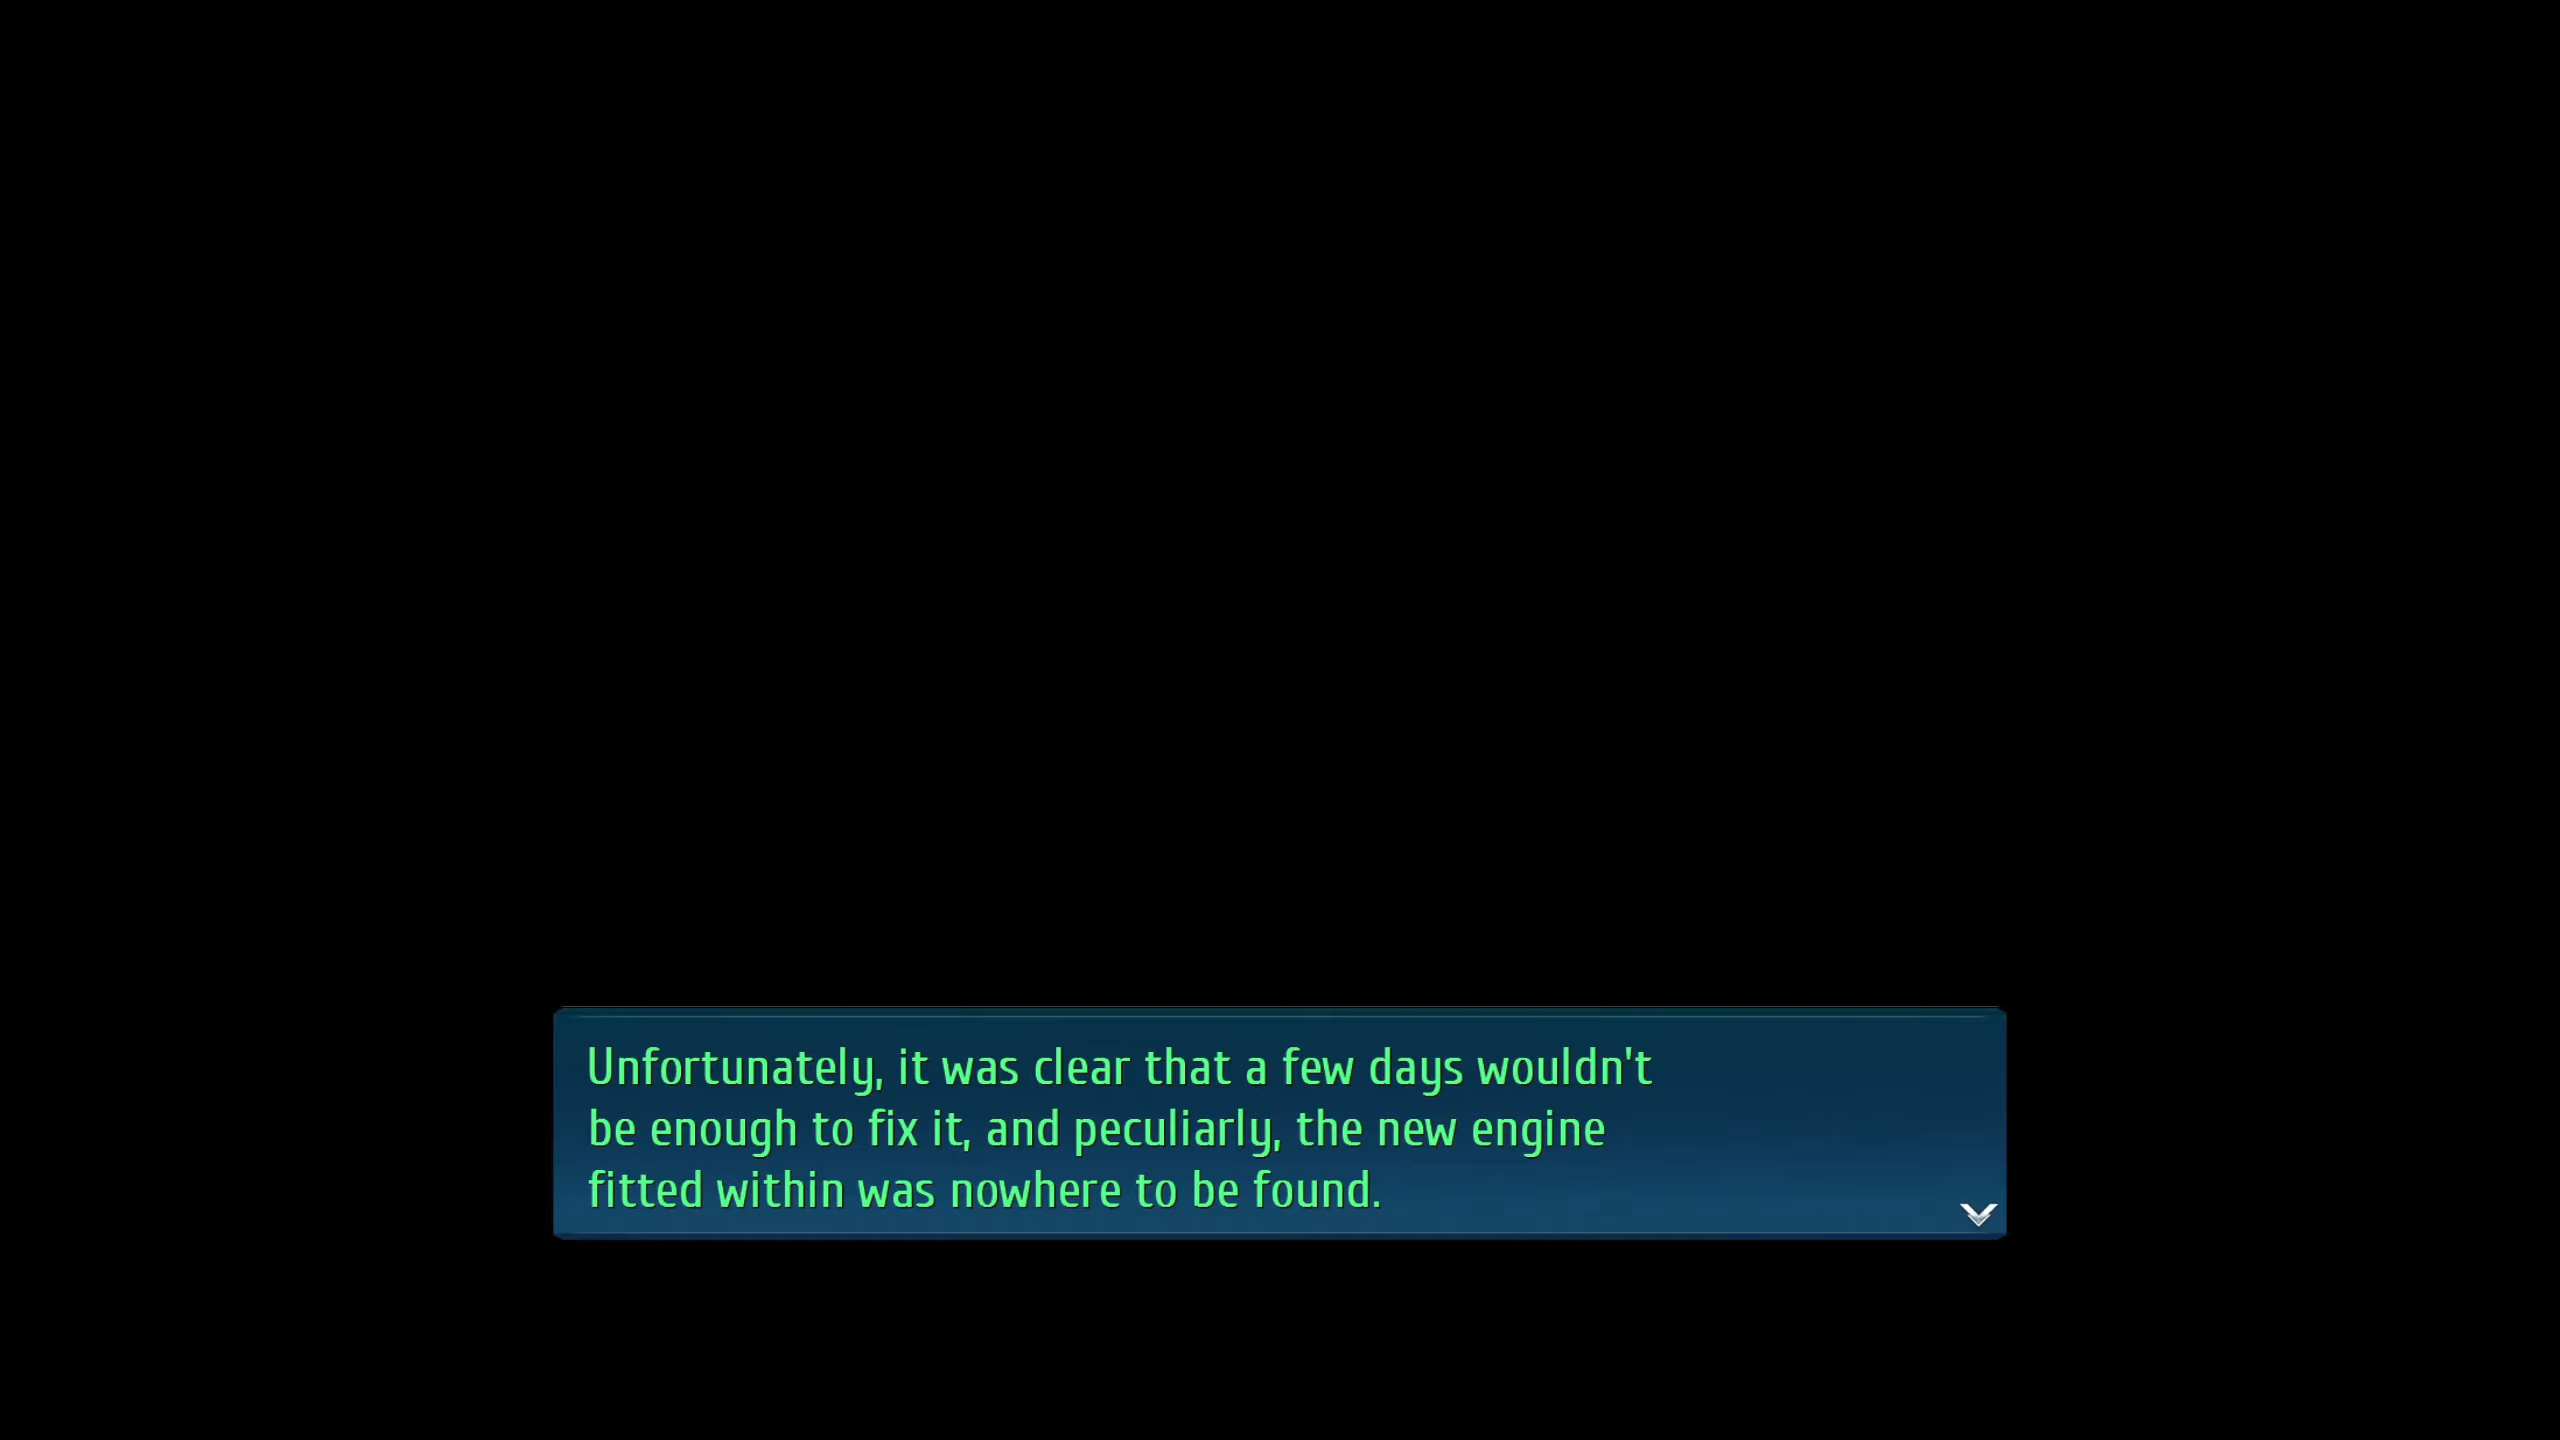 Unfortunately, it was clear that a few days wouldn't
be enough to fix it, and peculiarly, the new engine
fitted within was nowhere to be found.